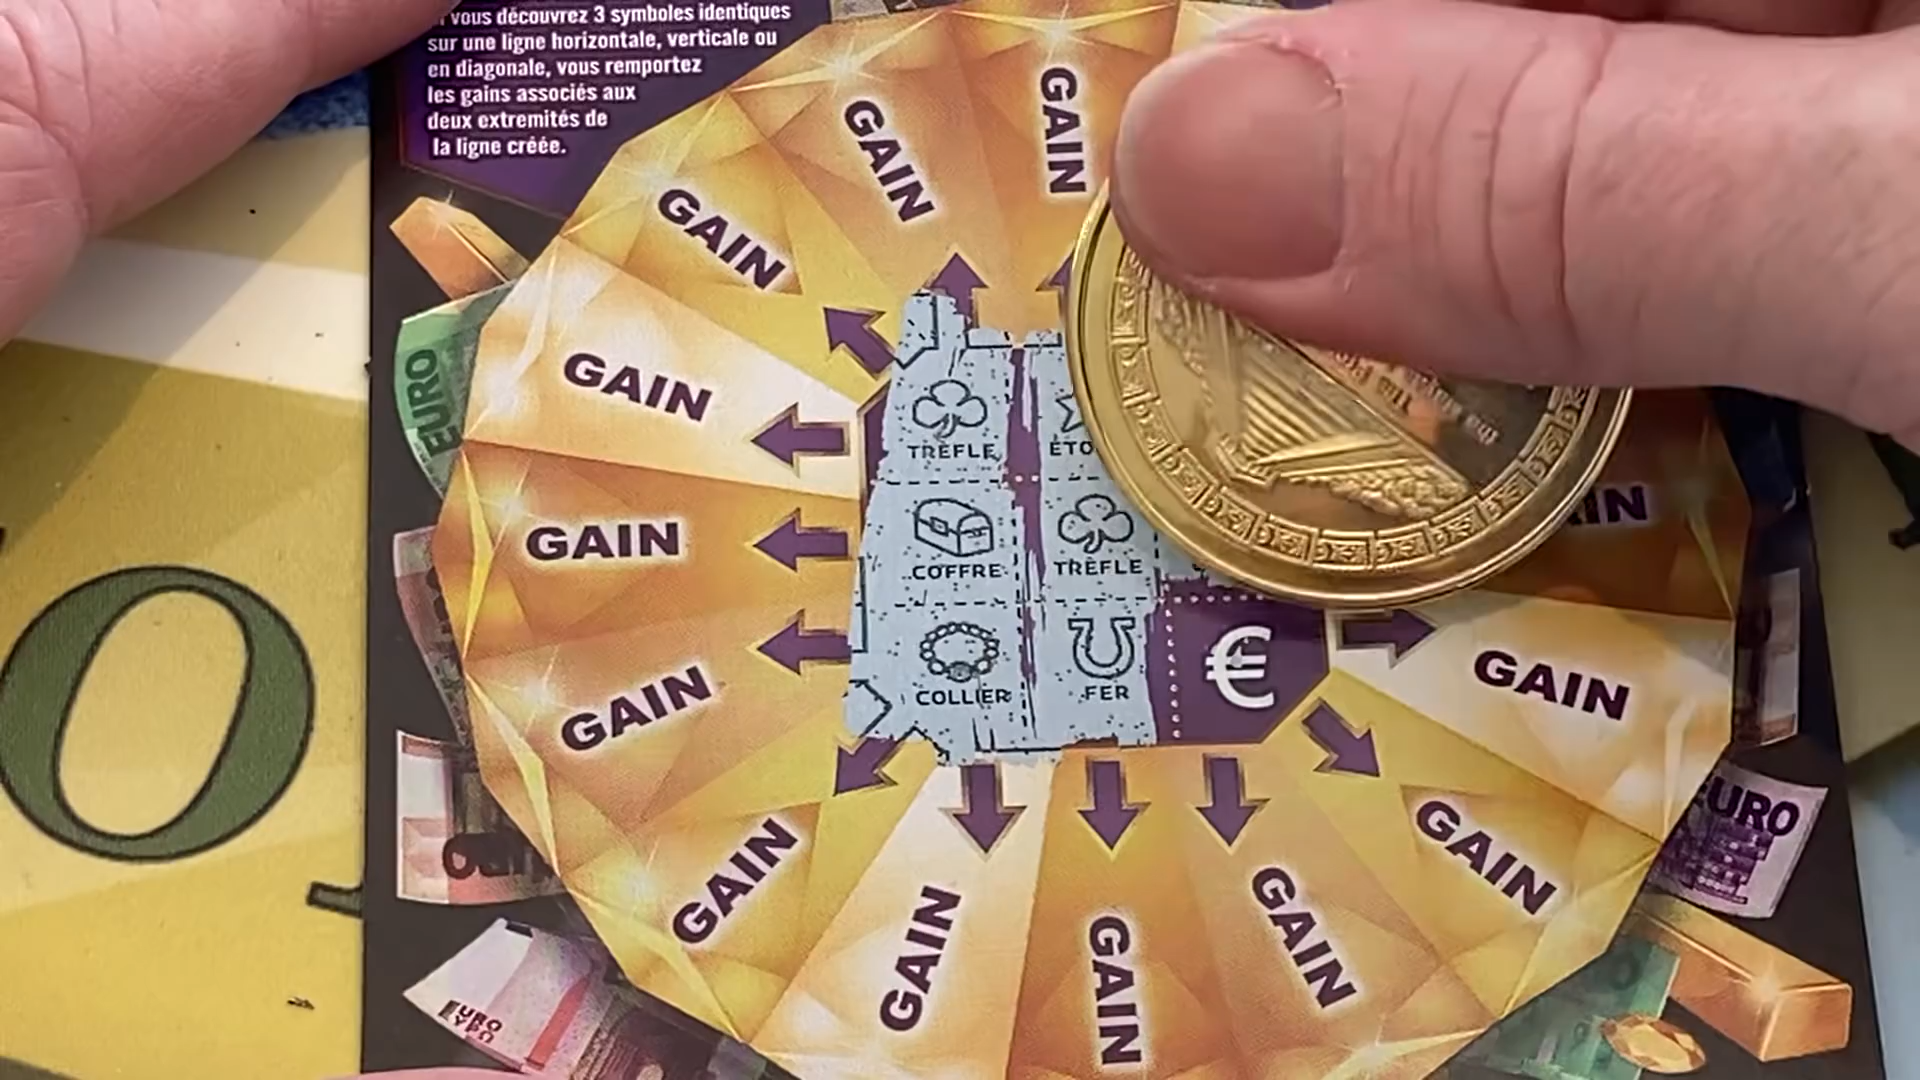 vous découvrez 3 symboles identiques
sur une ligne horizontale, verticale ou
en diagonale, vous remportez
les gains associés aux
deux extremités de
la ligne créée.
GAIN
GAIN
GAIN
GAIN
EURO
GAIN
GAIN
GAIN
GAIN
GAIN
GAIN
GAIN
GAIN
TRÈFLE
COFFRE
TRÈFLE
COLLIER
FER
€
EURO
EURO